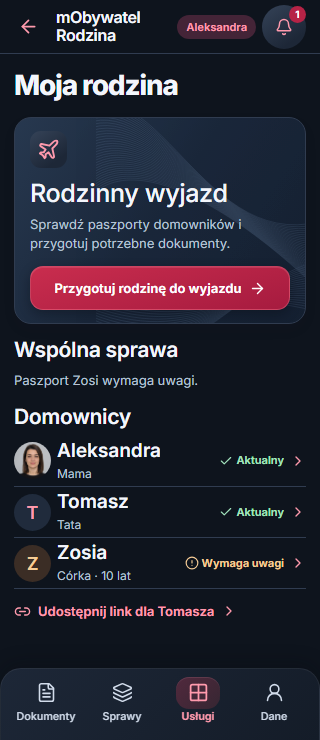 mObywatel
Rodzina
Aleksandra
1
Moja rodzina
Rodzinny wyjazd
Sprawdź paszporty domowników i
przygotuj potrzebne dokumenty.
Przygotuj rodzinę do wyjazdu
Wspólna sprawa
Paszport Zosi wymaga uwagi.
Domownicy
Aleksandra
Mama
Aktualny
T
Tomasz
Tata
Aktualny
Z
Zosia
Córka · 10 lat
Wymaga uwagi
Udostępnij link dla Tomasza
Dokumenty
Sprawy
Usługi
Dane